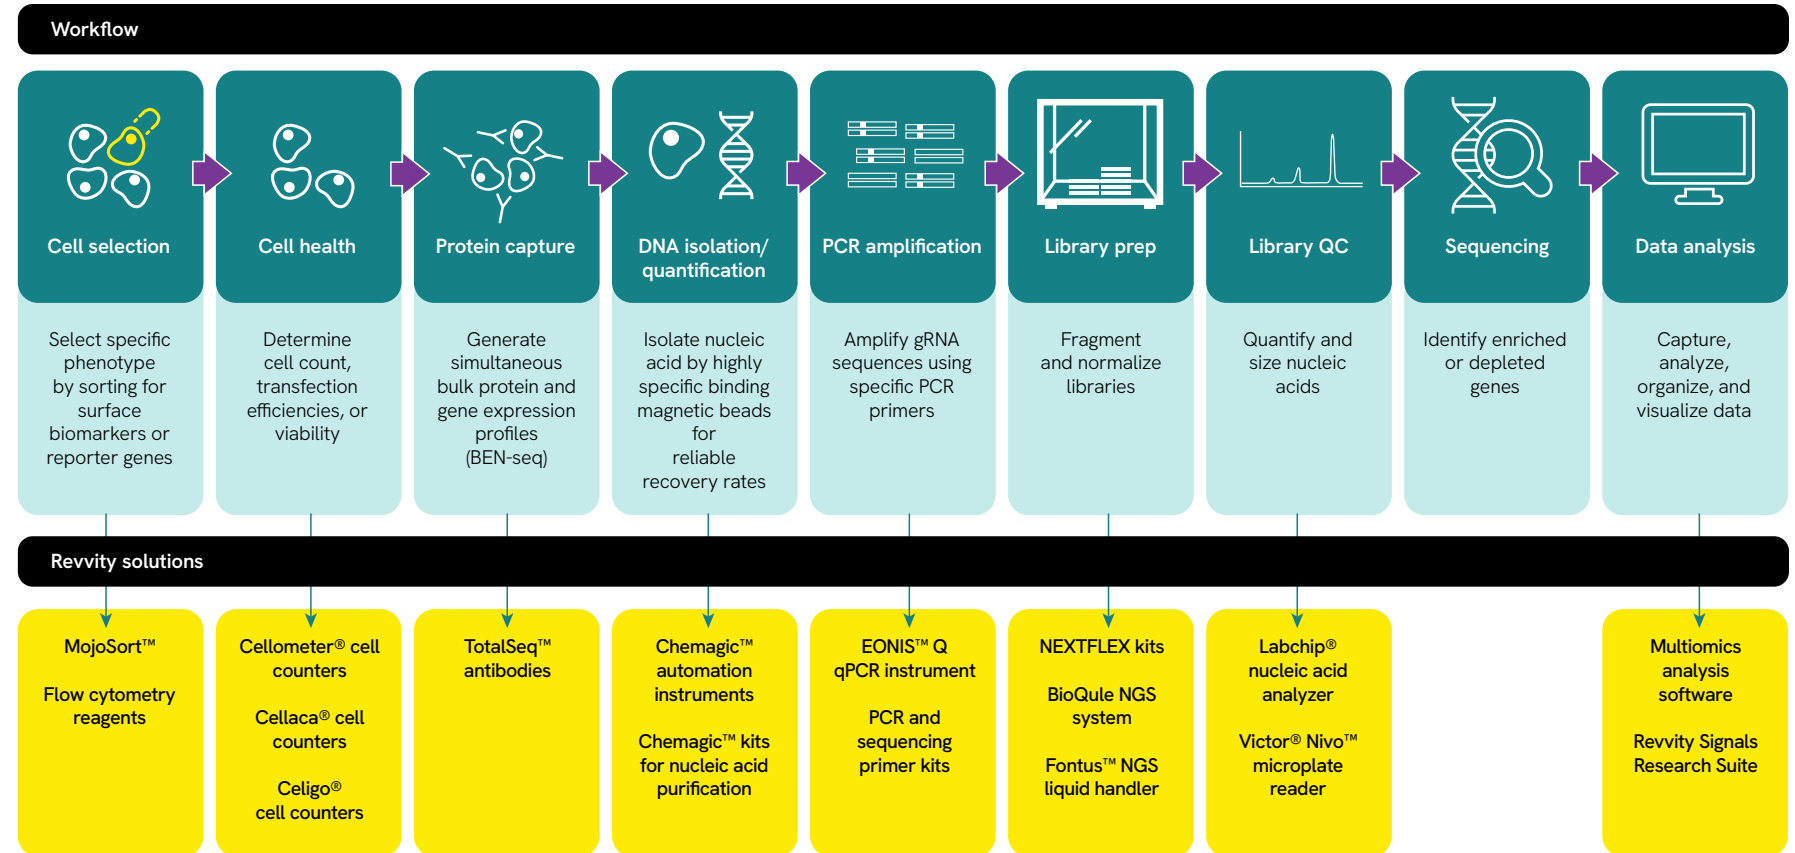 Workflow
Cell selection
Select specific
phenotype
by sorting for
surface
biomarkers or
reporter genes
Cell health
Determine
cell count,
transfection
efficiencies, or
viability
Protein capture
Generate
simultaneous
bulk protein and
gene expression
profiles
(BEN-seq)
DNA isolation/
quantification
Isolate nucleic
acid by highly
specific binding
magnetic beads
for
reliable
recovery rates
PCR amplification
Amplify gRNA
sequences using
specific PCR
primers
Library prep
Fragment
and normalize
libraries
Library QC
Quantify and
size nucleic
acids
Sequencing
Identify enriched
or depleted
genes
Data analysis
Capture,
analyze,
organize, and
visualize data
Revvity solutions
MojoSort™
Flow cytometry
reagents
Cellometer® cell
counters
Cellaca® cell
counters
Celigo®
cell counters
TotalSeq™
antibodies
Chemagic™
automation
instruments
Chemagic™ kits
for nucleic acid
purification
EONIS™ Q
qPCR instrument
PCR and
sequencing
primer kits
NEXTFLEX kits
BioQule NGS
system
Fontus™ NGS
liquid handler
Labchip®
nucleic acid
analyzer
Victor® Nivo™
microplate
reader
Multiomics
analysis
software
Revvity Signals
Research Suite